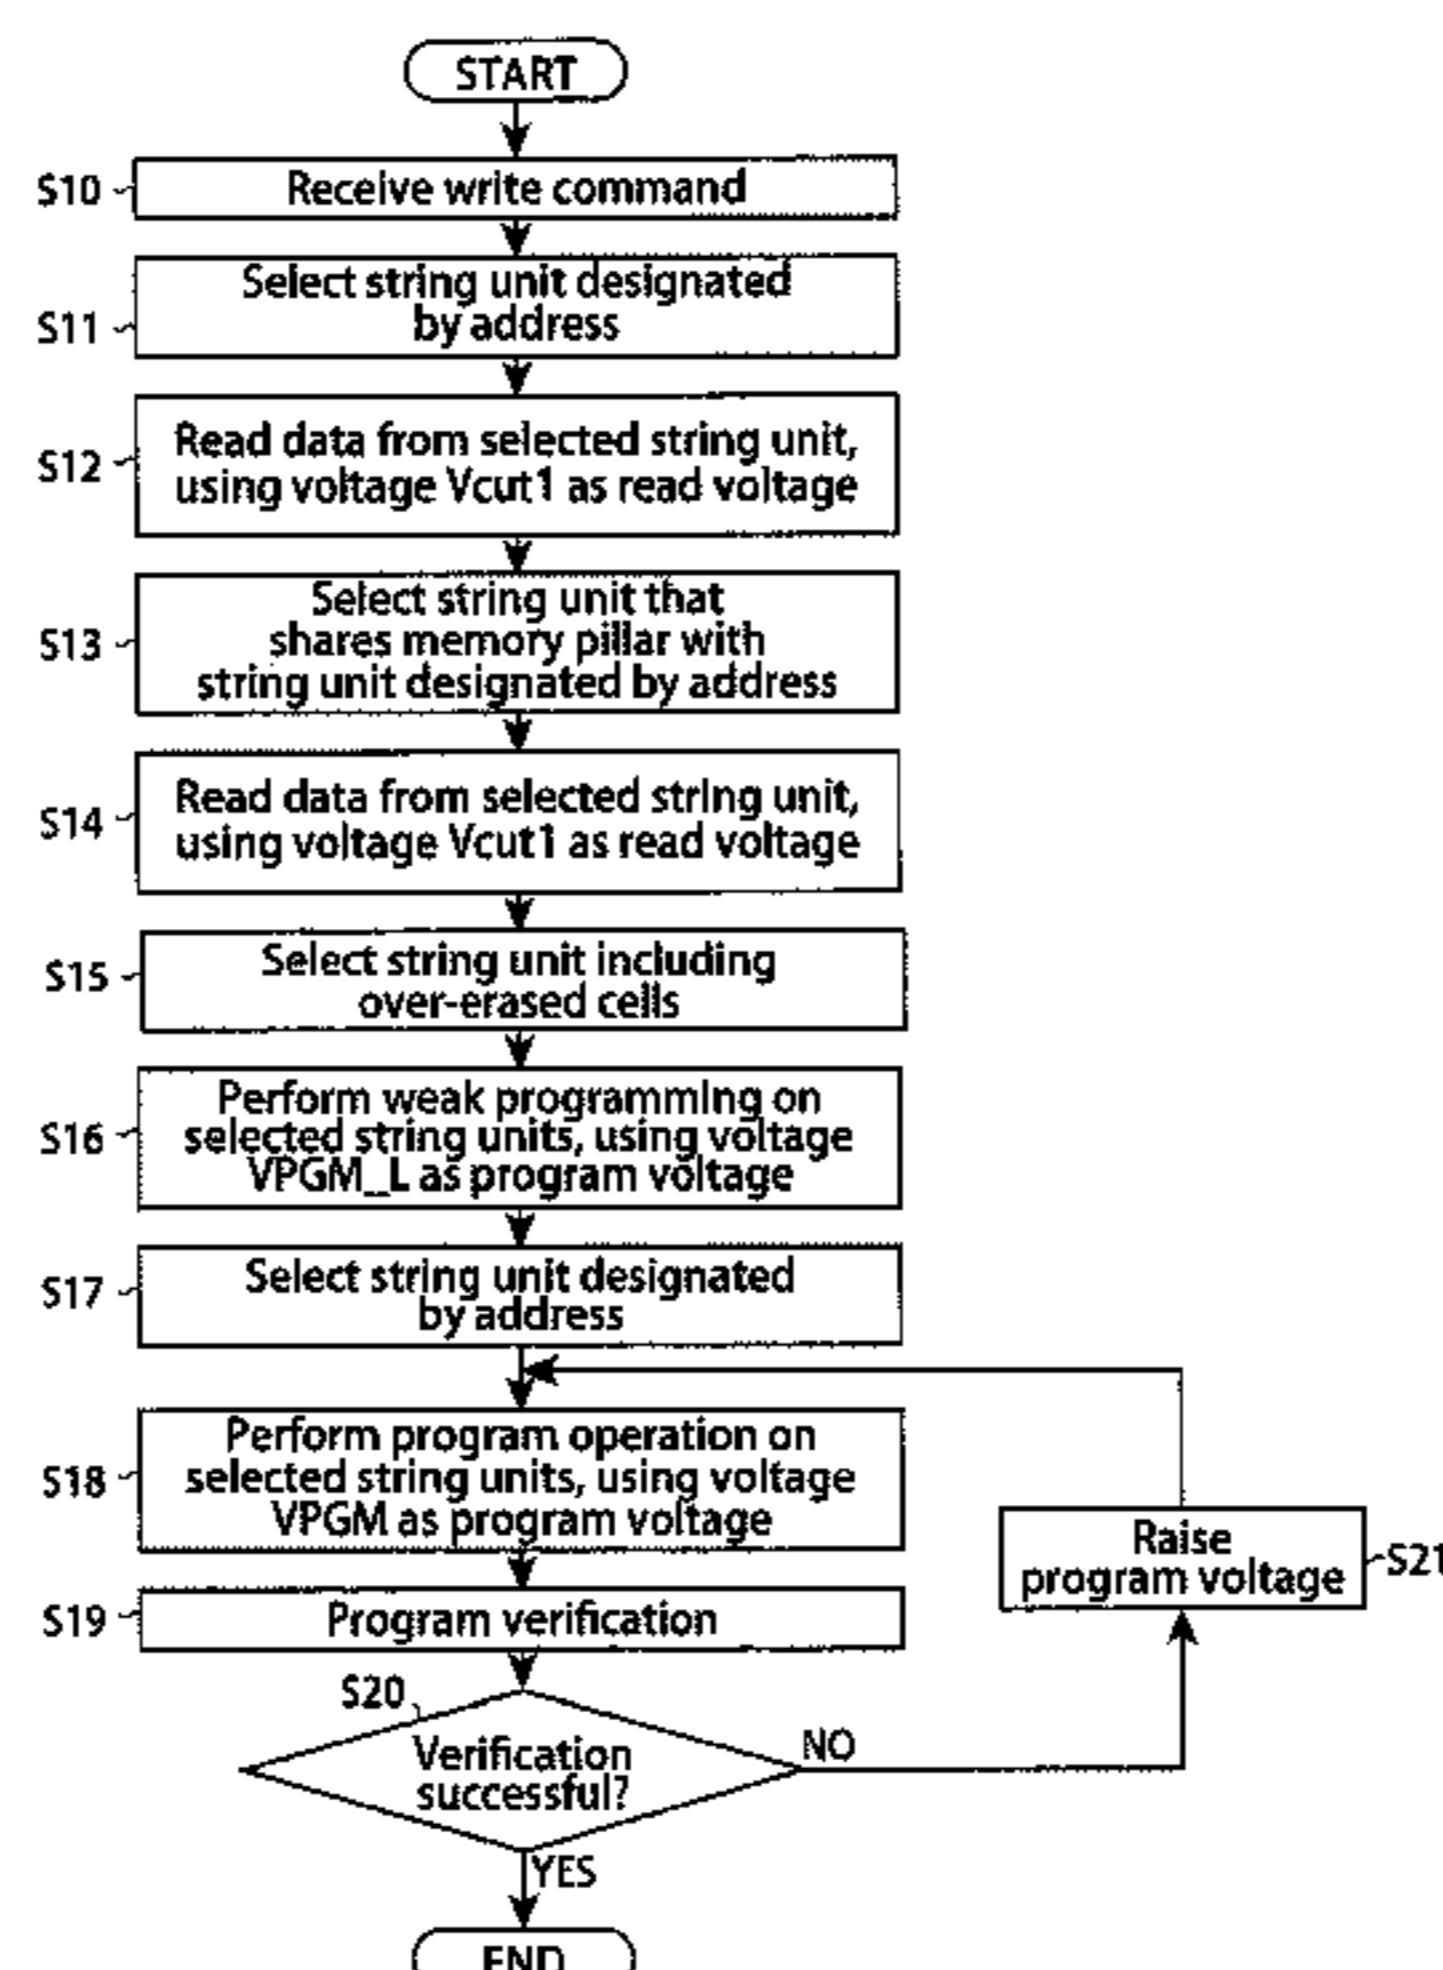 START
S10
Receive write command
S11
Select string unit designated
by address
S12
Read data from selected string unit,
using voltage Vcut1 as read voltage
S13
Select string unit that
shares memory pillar with
string unit designated by address
S14
Read data from selected string unit,
using voltage Vcut1 as read voltage
S15
Select string unit including
over-erased cells
S16
Perform weak programming on
selected string units, using voltage
VPGM_L as program voltage
S17
Select string unit designated
by address
S18
Perform program operation on
selected string units, using voltage
VPGM as program voltage
Raise
program voltage
S21
S19
Program verification
S20
Verification
successful?
NO
YES
END